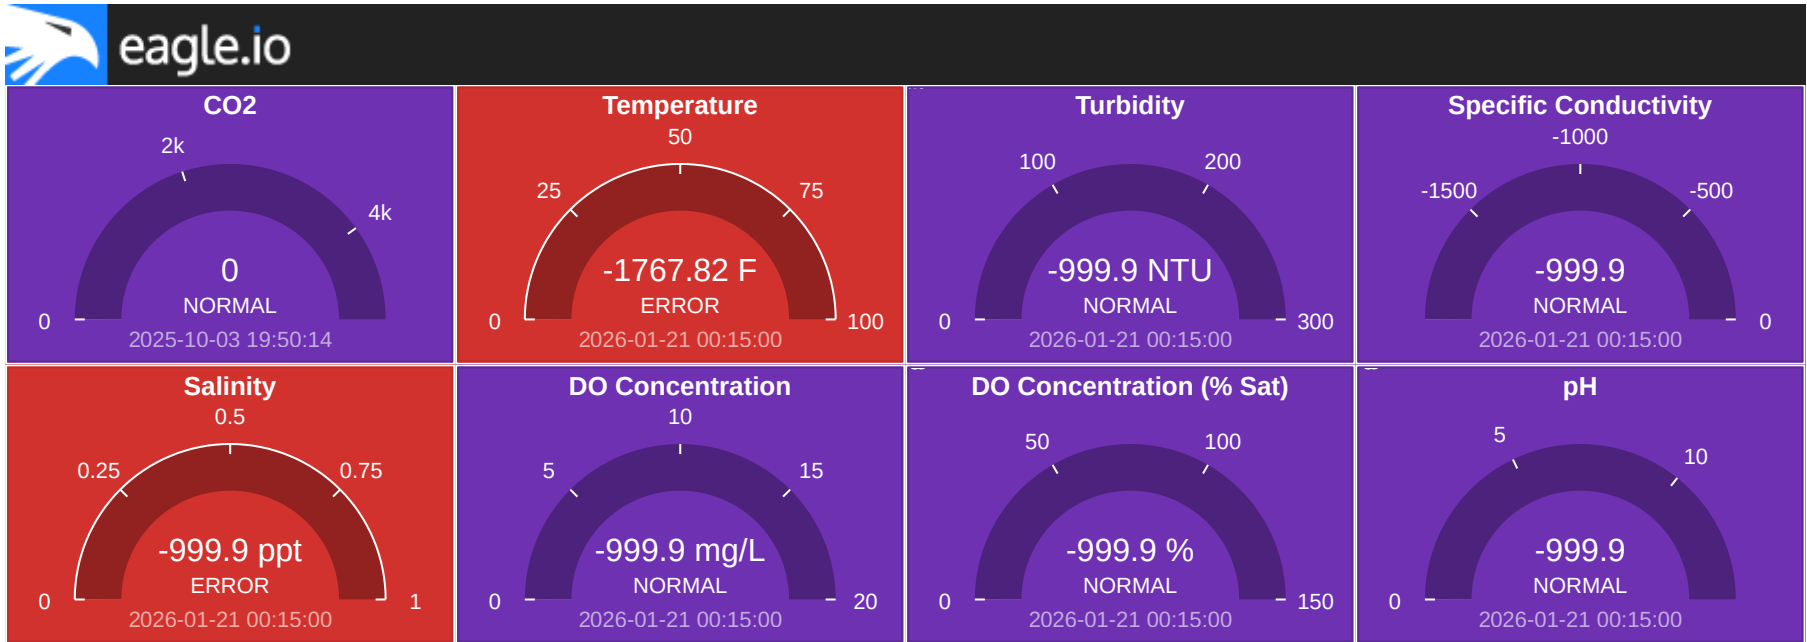 eagle.io
CO2
2k
4k
0
0
NORMAL
2025-10-03 19:50:14
Temperature
50
25
75
-1767.82 F
ERROR
0
100
2026-01-21 00:15:00
Turbidity
100
200
-999.9 NTU
NORMAL
0
300
2026-01-21 00:15:00
Specific Conductivity
-1000
-1500
-500
-999.9
NORMAL
0
2026-01-21 00:15:00
Salinity
0.5
0.25
0.75
-999.9 ppt
ERROR
0
1
2026-01-21 00:15:00
DO Concentration
10
5
15
-999.9 mg/L
NORMAL
0
20
2026-01-21 00:15:00
DO Concentration (% Sat)
50
100
-999.9 %
NORMAL
0
150
2026-01-21 00:15:00
pH
5
10
-999.9
NORMAL
0
2026-01-21 00:15:00